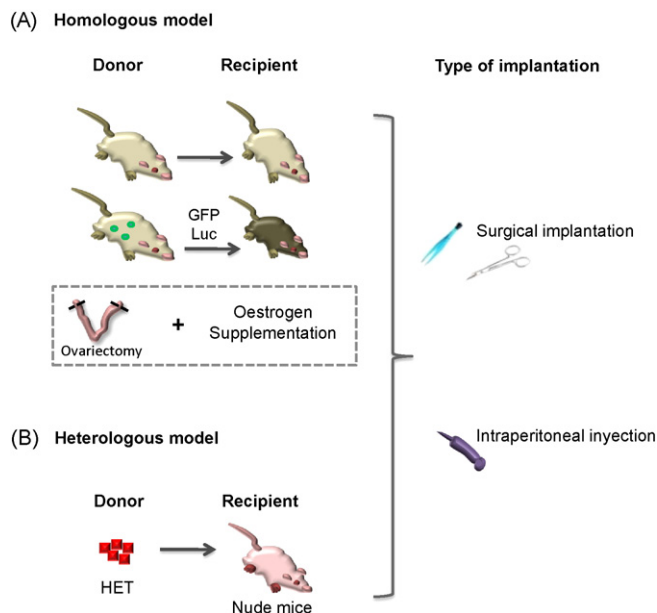 (A) Homologous model
Donor Recipient Type of implantation
GFP
Luc
Surgical implantation
Ovariectomy + Oestrogen
Supplementation
(B) Heterologous model
Intraperitoneal inyection
Donor Recipient
HET
Nude mice